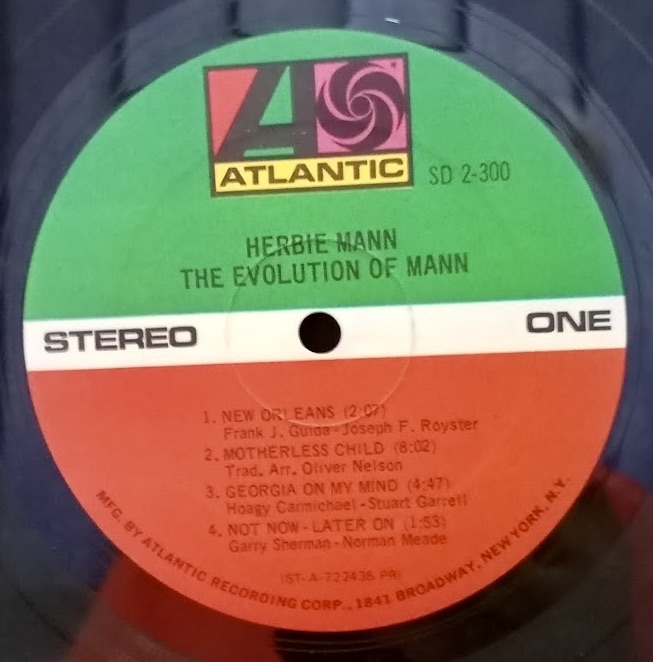 ATLANTIC
SD 2-300
HERBIE MANN
THE EVOLUTION OF MANN
STEREO
ONE
1. NEW ORLEANS (2:07)
Frank J. Guida-Joseph F. Royster
2. MOTHERLESS CHILD (8:02)
Trad. Arr. Oliver Nelson
3. GEORGIA ON MY MIND (4:47)
Hoagy Carmichael-Stuart Garrell
4. NOT NOW-LATER ON (1:53)
Garry Sherman-Norman Meade
(ST-A-722436 PR)
MFG. BY ATLANTIC RECORDING CORP., 1841 BROADWAY, NEW YORK, N.Y.